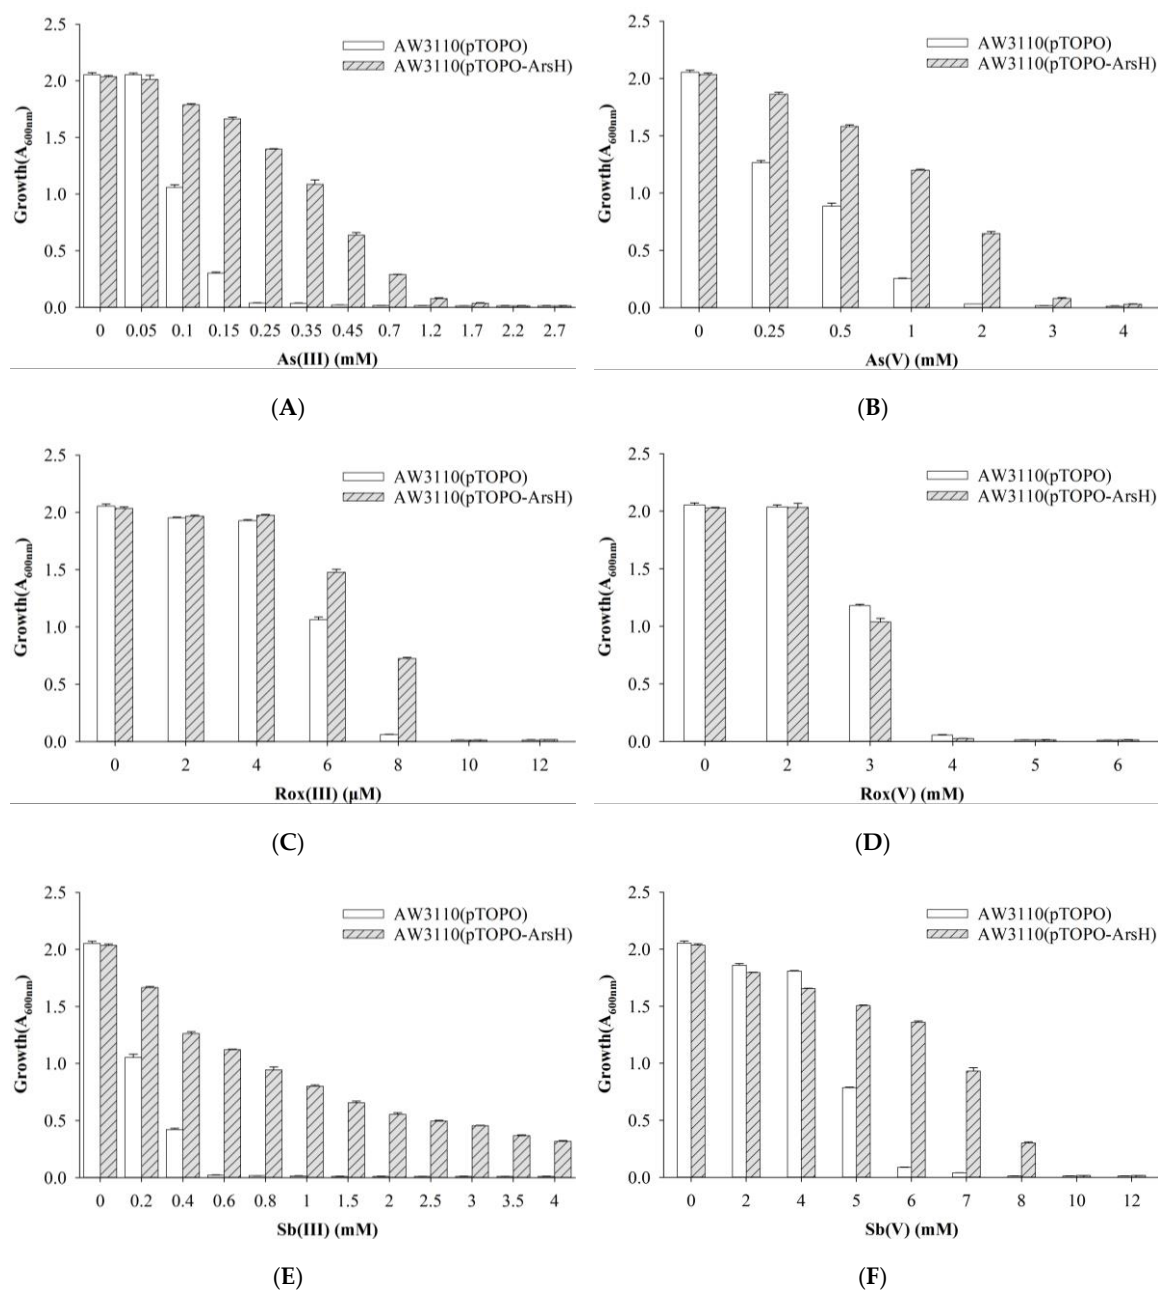 2.5
2.0
1.5
1.0
0.5
0.0
Growth(A600nm)
AW3110(pTOPO)
AW3110(pTOPO-ArsH)
0 0.05 0.1 0.15 0.25 0.35 0.45 0.7 1.2 1.7 2.2 2.7
As(III) (mM)
(A)
2.5
2.0
1.5
1.0
0.5
0.0
Growth(A600nm)
AW3110(pTOPO)
AW3110(pTOPO-ArsH)
0 0.25 0.5 1 2 3 4
As(V) (mM)
(B)
2.5
2.0
1.5
1.0
0.5
0.0
Growth(A600nm)
AW3110(pTOPO)
AW3110(pTOPO-ArsH)
0 2 4 6 8 10 12
Rox(III) (μM)
(C)
2.5
2.0
1.5
1.0
0.5
0.0
Growth(A600nm)
AW3110(pTOPO)
AW3110(pTOPO-ArsH)
0 2 3 4 5 6
Rox(V) (mM)
(D)
2.5
2.0
1.5
1.0
0.5
0.0
Growth(A600nm)
AW3110(pTOPO)
AW3110(pTOPO-ArsH)
0 0.2 0.4 0.6 0.8 1 1.5 2 2.5 3 3.5 4
Sb(III) (mM)
(E)
2.5
2.0
1.5
1.0
0.5
0.0
Growth(A600nm)
AW3110(pTOPO)
AW3110(pTOPO-ArsH)
0 2 4 5 6 7 8 10 12
Sb(V) (mM)
(F)